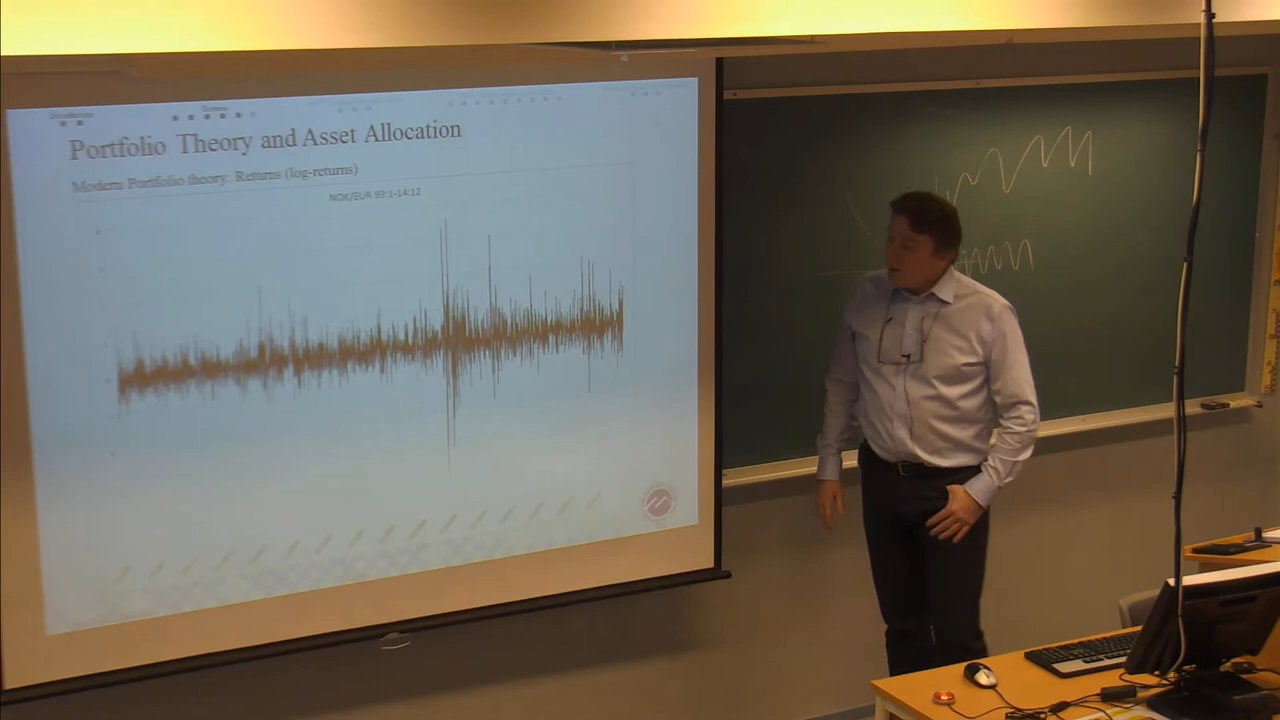 Portfolio Theory and Asset Allocation
Modern Portfolio theory: Returns (log-returns)
NOK/EUR 99:1-14:12